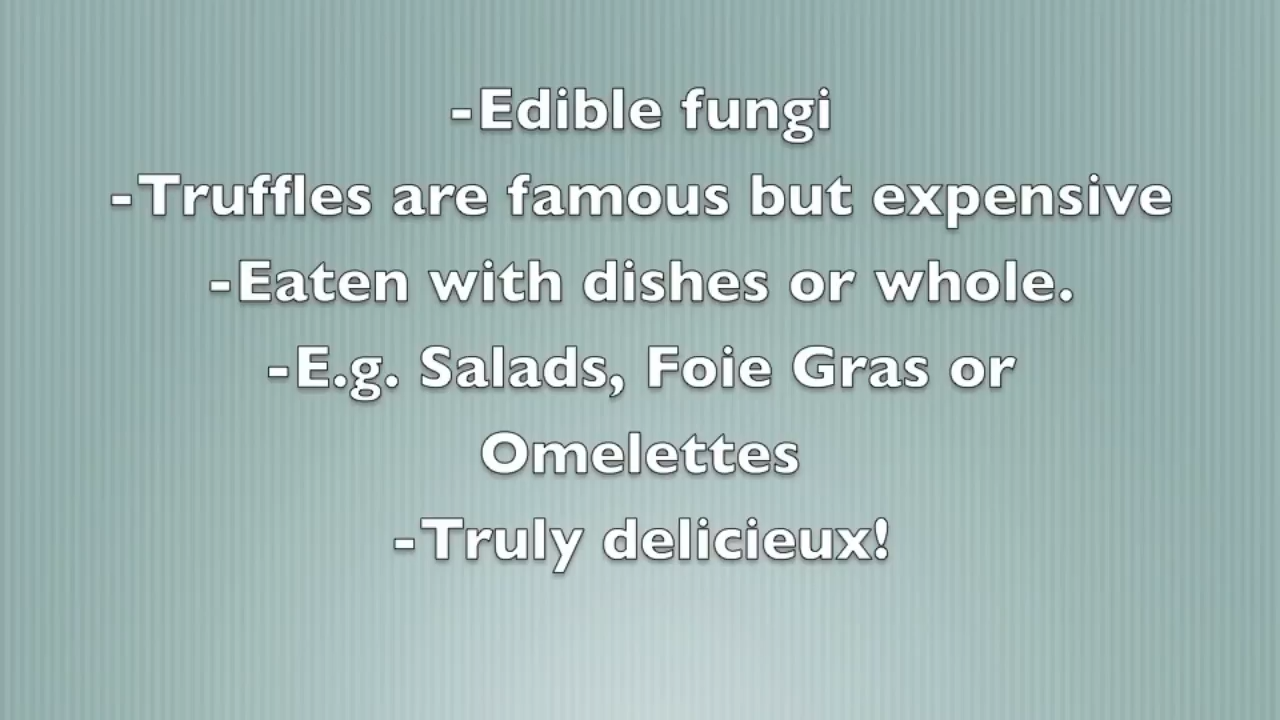 -Edible fungi
-Truffles are famous but expensive
-Eaten with dishes or whole.
-E.g. Salads, Foie Gras or
Omelettes
-Truly delicieux!